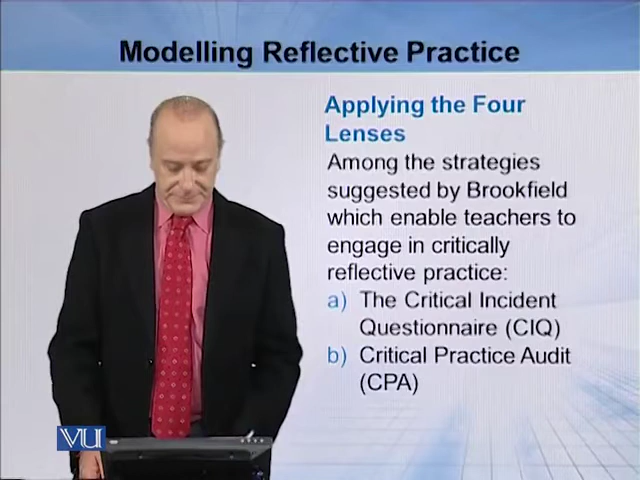 Modelling Reflective Practice
Applying the Four
Lenses
Among the strategies
suggested by Brookfield
which enable teachers to
engage in critically
reflective practice:
a) The Critical Incident
Questionnaire (CIQ)
b) Critical Practice Audit
(CPA)
VU